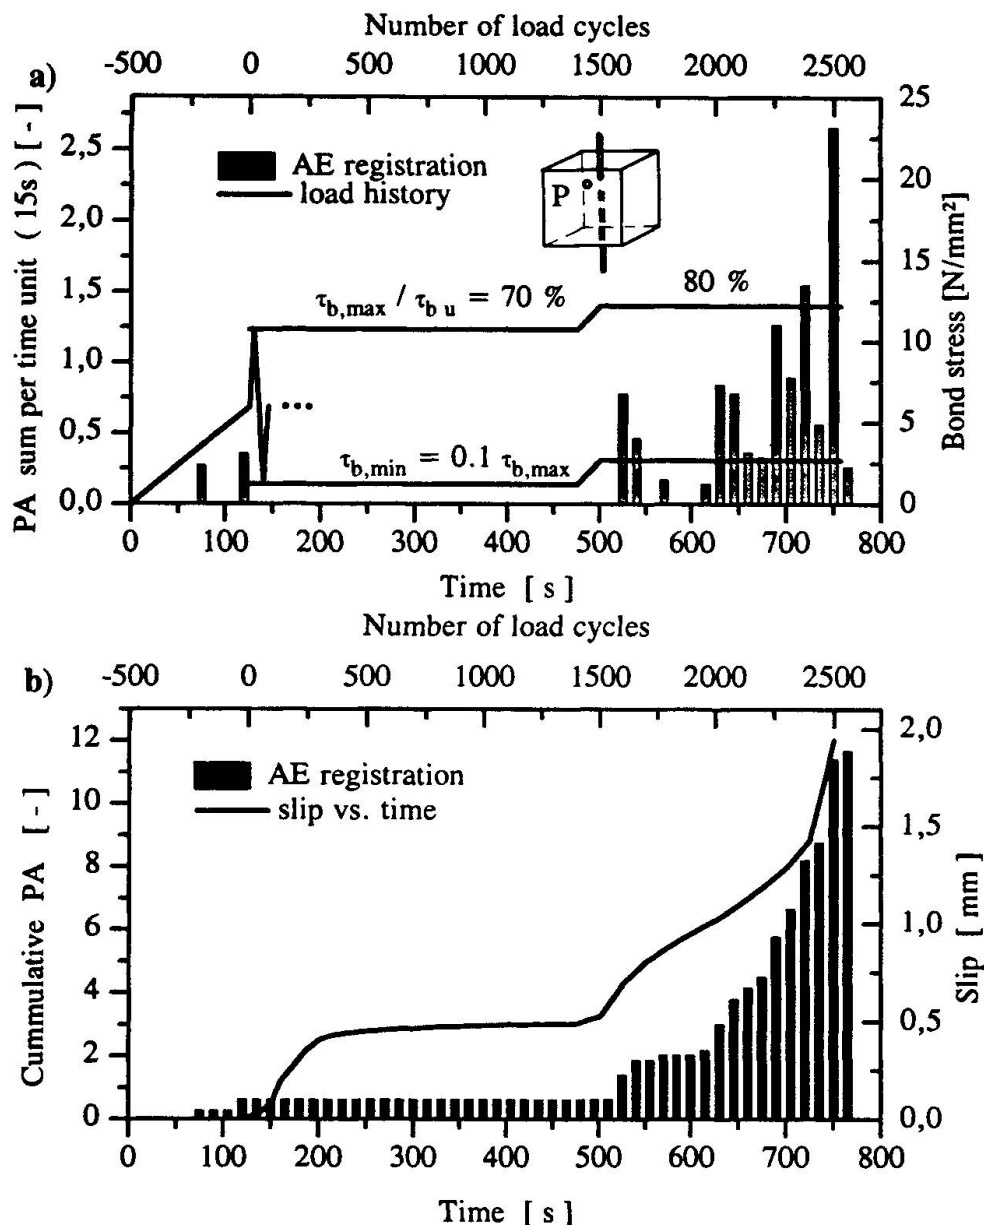 Number of load cycles
a)
-500 0 500 1000 1500 2000 2500
PA sum per time unit ( 15s ) [ - ]
2,5
2,0
1,5
1,0
0,5
0,0
AE registration
load history
P
τb,max / τb u = 70 %
80 %
•••
τb,min = 0.1 τb,max
25
20
15
10
5
0
Bond stress [N/mm²]
0 100 200 300 400 500 600 700 800
Time [ s ]
Number of load cycles
b)
-500 0 500 1000 1500 2000 2500
Cummulative PA [ - ]
12
10
8
6
4
2
0
AE registration
slip vs. time
2,0
1,5
1,0
0,5
0,0
Slip [ mm ]
0 100 200 300 400 500 600 700 800
Time [ s ]